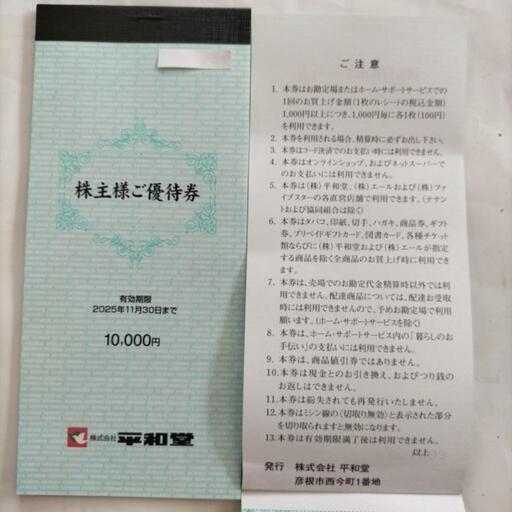 株主様ご優待券
有効期限
2025年11月30日まで
10,000円
株式会社 平和堂
ご注意
1. 本券はお勘定場またはホーム・サポートサービスでの
1回のお買上げ金額(1枚のレシートの税込金額)
1,000円以上につき、1,000円毎に各1枚(100円)
を利用できます。
2. 本券を利用される場合、精算時に必ずお出し下さい。
3. 本券はコード決済でのお支払い時には利用できません。
4. 本券はオンラインショップ、およびネットスーパーで
のお支払いには利用できません。
5. 本券は(株)平和堂、(株)エールおよび(株)ファ
イブスターの各直営店舗で利用できます。(テナン
トおよび協同組合は除く)
6. 本券はタバコ、印紙、切手、ハガキ、商品券、ギフト
券、プリペイドギフトカード、図書カード、各種チケッ
ト類ならびに(株)平和堂および(株)エールが指定
する商品を除く全商品のお買上げ時に利用できま
す。
7. 本券は、売場でのお勘定代金精算時以外では利
用できません。配達商品については、配達お受取
時には利用できませんので、予めお勘定場で利用
願います。(ホーム・サポートサービスを除く)
8. 本券は、ホーム・サポートサービス内の「暮らしのお
手伝い」の支払いには利用できません。
9. 本券は、商品値引券ではありません。
10. 本券は現金とのお引き換え、およびつり銭の
お返しはできません。
11. 本券は紛失されても再発行いたしません。
12. 本券はミシン線の〈切取り無効〉と表示された部分
を切り取られますと無効になります。
13. 本券は有効期限満了後は利用できません。
以上
発行 株式会社 平和堂
彦根市西今町1番地